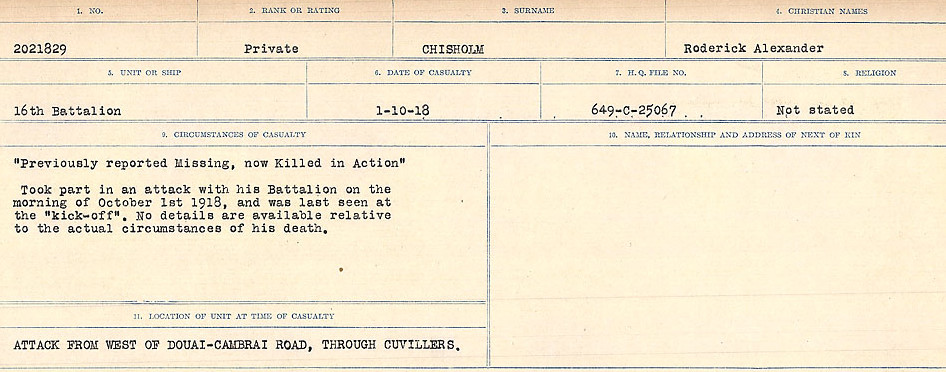 1. NO. 2. RANK OR RATING 3. SURNAME 4. CHRISTIAN NAMES
2021829 Private CHISHOLM Roderick Alexander
5. UNIT OR SHIP 6. DATE OF CASUALTY 7. H. Q. FILE NO. 8. RELIGION
16th Battalion 1-10-18 649-C-25067 Not stated
9. CIRCUMSTANCES OF CASUALTY
"Previously reported Missing, now Killed in Action"
Took part in an attack with his Battalion on the
morning of October 1st 1918, and was last seen at
the "kick-off". No details are available relative
to the actual circumstances of his death.
10. NAME, RELATIONSHIP AND ADDRESS OF NEXT OF KIN
11. LOCATION OF UNIT AT TIME OF CASUALTY
ATTACK FROM WEST OF DOUAI-CAMBRAI ROAD, THROUGH CUVILLERS.